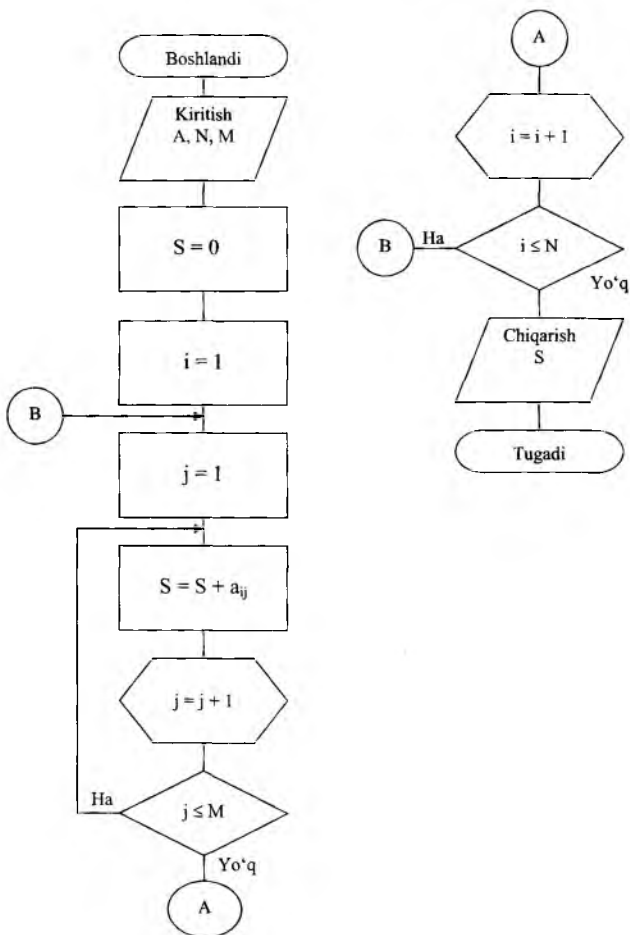 Boshlandi
Kiritish
A, N, M
S = 0
i = 1
B
j = 1
S = S + aij
j = j + 1
Ha
j ≤ M
Yo‘q
A
A
i = i + 1
B
Ha
i ≤ N
Yo‘q
Chiqarish
S
Tugadi